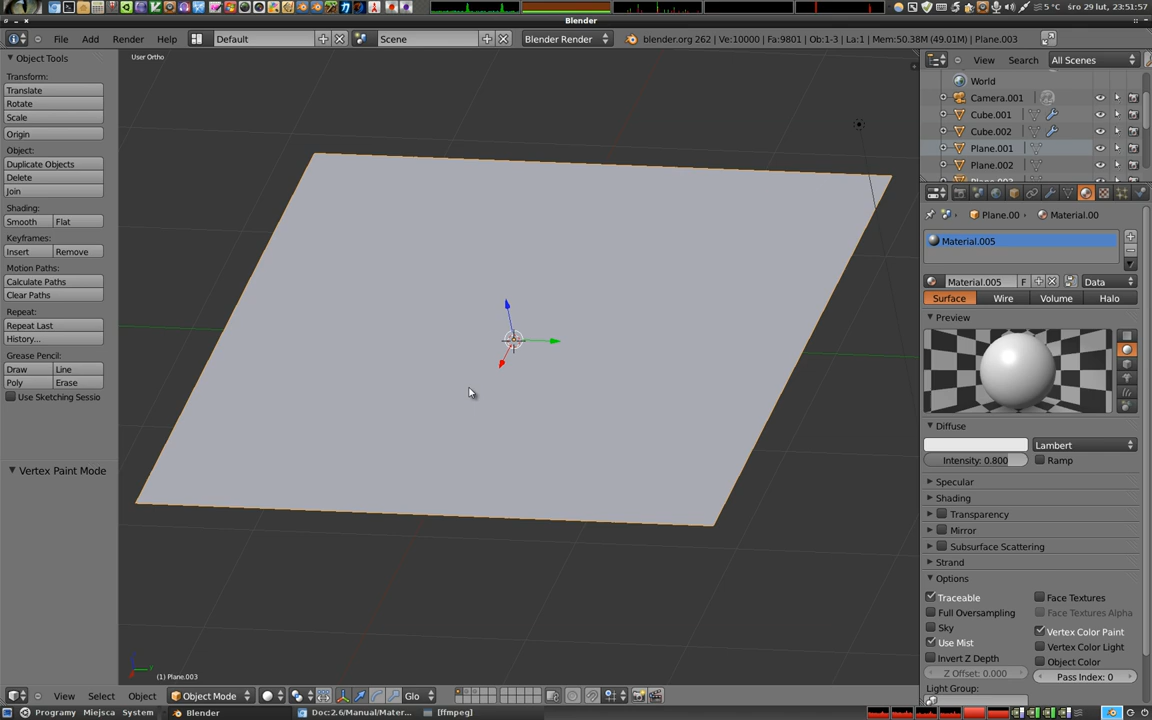 5 °C śro 29 lut, 23:51:57
Blender
File Add Render Help Default Scene Blender Render blender.org 262 | Ve:10000 | Fa:9801 | Ob:1-3 | La:1 | Mem:50.38M (49.01M) | Plane.003
Object Tools
Transform:
Translate
Rotate
Scale
Origin
Object:
Duplicate Objects
Delete
Join
Shading:
Smooth Flat
Keyframes:
Insert Remove
Motion Paths:
Calculate Paths
Clear Paths
Repeat:
Repeat Last
History...
Grease Pencil:
Draw Line
Poly Erase
Use Sketching Sessio
Vertex Paint Mode
User Ortho
(1) Plane.003
View Select Object Object Mode Glo
View Search All Scenes
World
Camera.001
Cube.001
Cube.002
Plane.001
Plane.002
Plane.00 Material.00
Material.005
Material.005 F Data
Surface Wire Volume Halo
Preview
Diffuse
Lambert
Intensity: 0.800 Ramp
Specular
Shading
Transparency
Mirror
Subsurface Scattering
Strand
Options
Traceable Face Textures
Full Oversampling Face Textures Alpha
Sky Vertex Color Paint
Use Mist Vertex Color Light
Invert Z Depth Object Color
Z Offset: 0.000 Pass Index: 0
Light Group:
Programy Miejsca System Blender Doc:2.6/Manual/Mater... [ffmpeg]